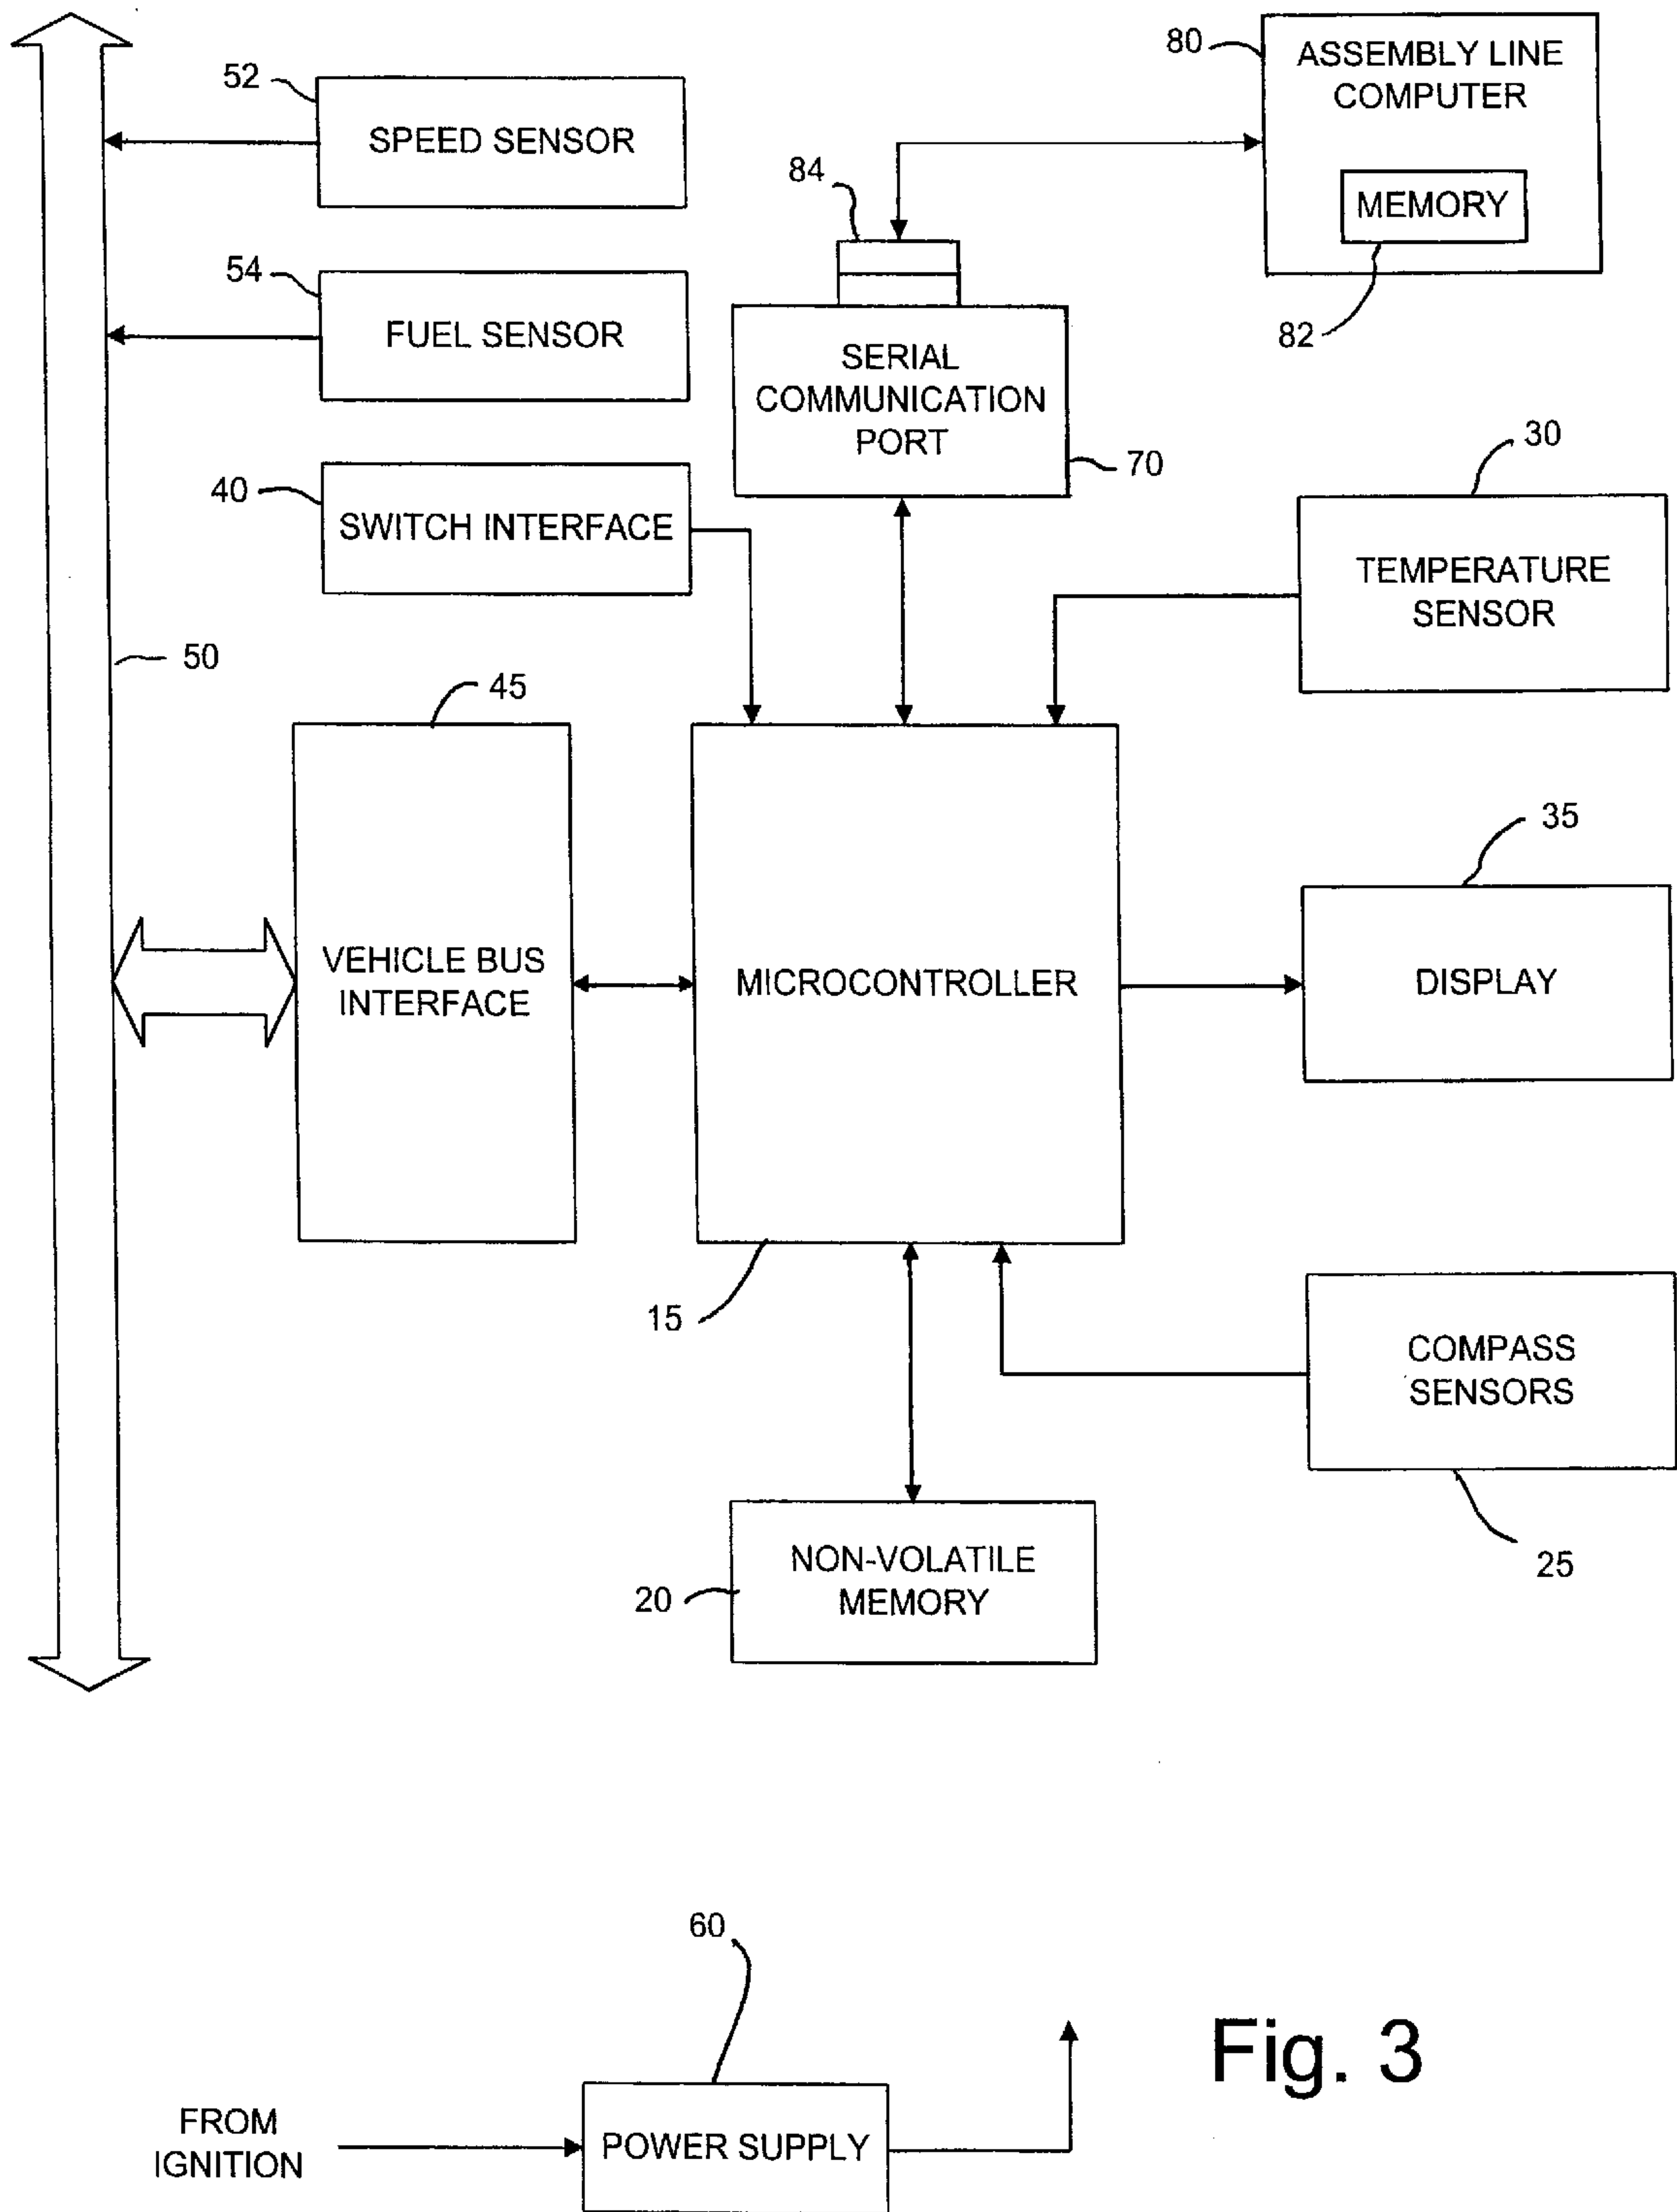 52
SPEED SENSOR
80
ASSEMBLY LINE
COMPUTER
MEMORY
82
84
54
FUEL SENSOR
SERIAL
COMMUNICATION
PORT
70
40
SWITCH INTERFACE
30
TEMPERATURE
SENSOR
50
45
VEHICLE BUS
INTERFACE
MICROCONTROLLER
15
35
DISPLAY
COMPASS
SENSORS
25
NON-VOLATILE
MEMORY
20
60
FROM
IGNITION
POWER SUPPLY
Fig. 3